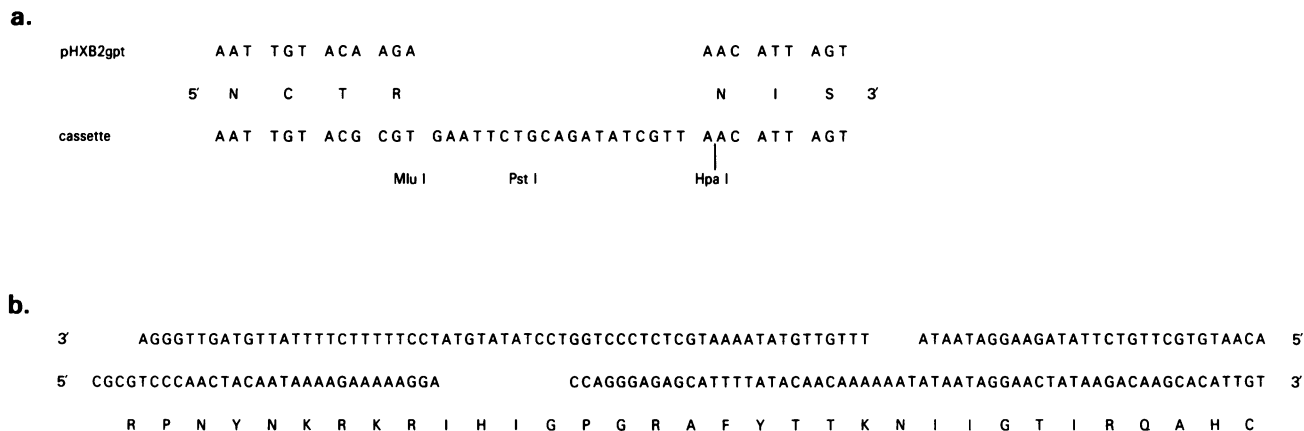 a.
pHXB2gpt AAT TGT ACA AGA AAC ATT AGT
5′ N C T R N I S 3′
cassette AAT TGT ACG CGT GAATTCTGCAGATATCGTT AAC ATT AGT
Mlu I Pst I Hpa I
b.
3′ AGGGTTGATGTTATTTTCTTTTTCCTATGTATATCCTGGTCCCTCTCGTAAAATATGTTGTTT ATAATAGGAAGATATTCTGTTCGTGTAACA 5′
5′ CGCGTCCCAACTACAATAAAAGAAAAAGGA CCAGGGAGAGCATTTTATACAACAAAAAATATAATAGGAACTATAAGACAAGCACATTGT 3′
R P N Y N K R K R I H I G P G R A F Y T T K N I I G T I R Q A H C